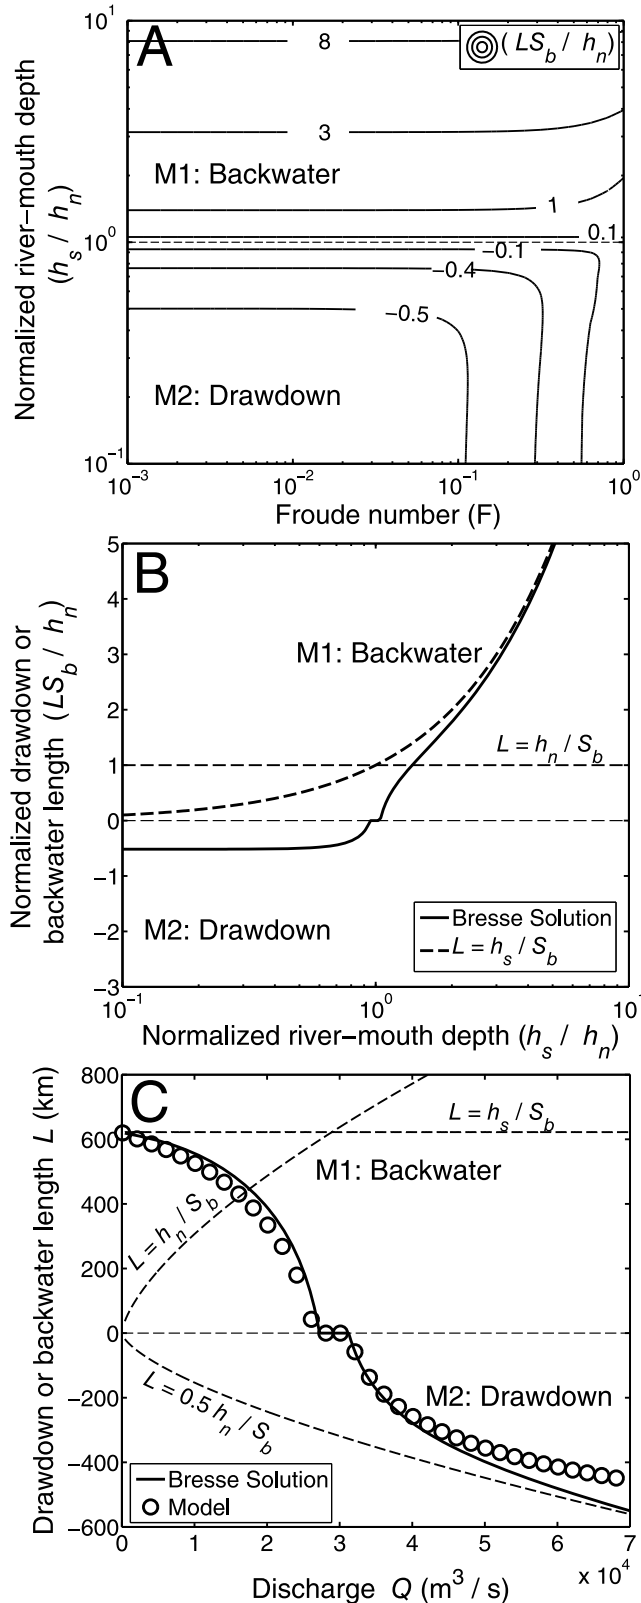 A
(LS_b / h_n)
10^1
8
3
M1: Backwater
1
0.1
10^0
−0.1
−0.4
−0.5
M2: Drawdown
10^−1
10^−3
10^−2
10^−1
10^0
Froude number (F)
Normalized river−mouth depth
(h_s / h_n)
B
5
4
3
2
1
0
−1
−2
−3
M1: Backwater
L = h_n / S_b
M2: Drawdown
Bresse Solution
L = h_s / S_b
10^−1
10^0
10^1
Normalized river−mouth depth (h_s / h_n)
Normalized drawdown or
backwater length (LS_b / h_n)
C
800
600
400
200
0
−200
−400
−600
L = h_s / S_b
M1: Backwater
L = h_n / S_b
M2: Drawdown
L = 0.5 h_n / S_b
Bresse Solution
Model
0
1
2
3
4
5
6
7
x 10^4
Discharge Q (m^3 / s)
Drawdown or backwater length L (km)